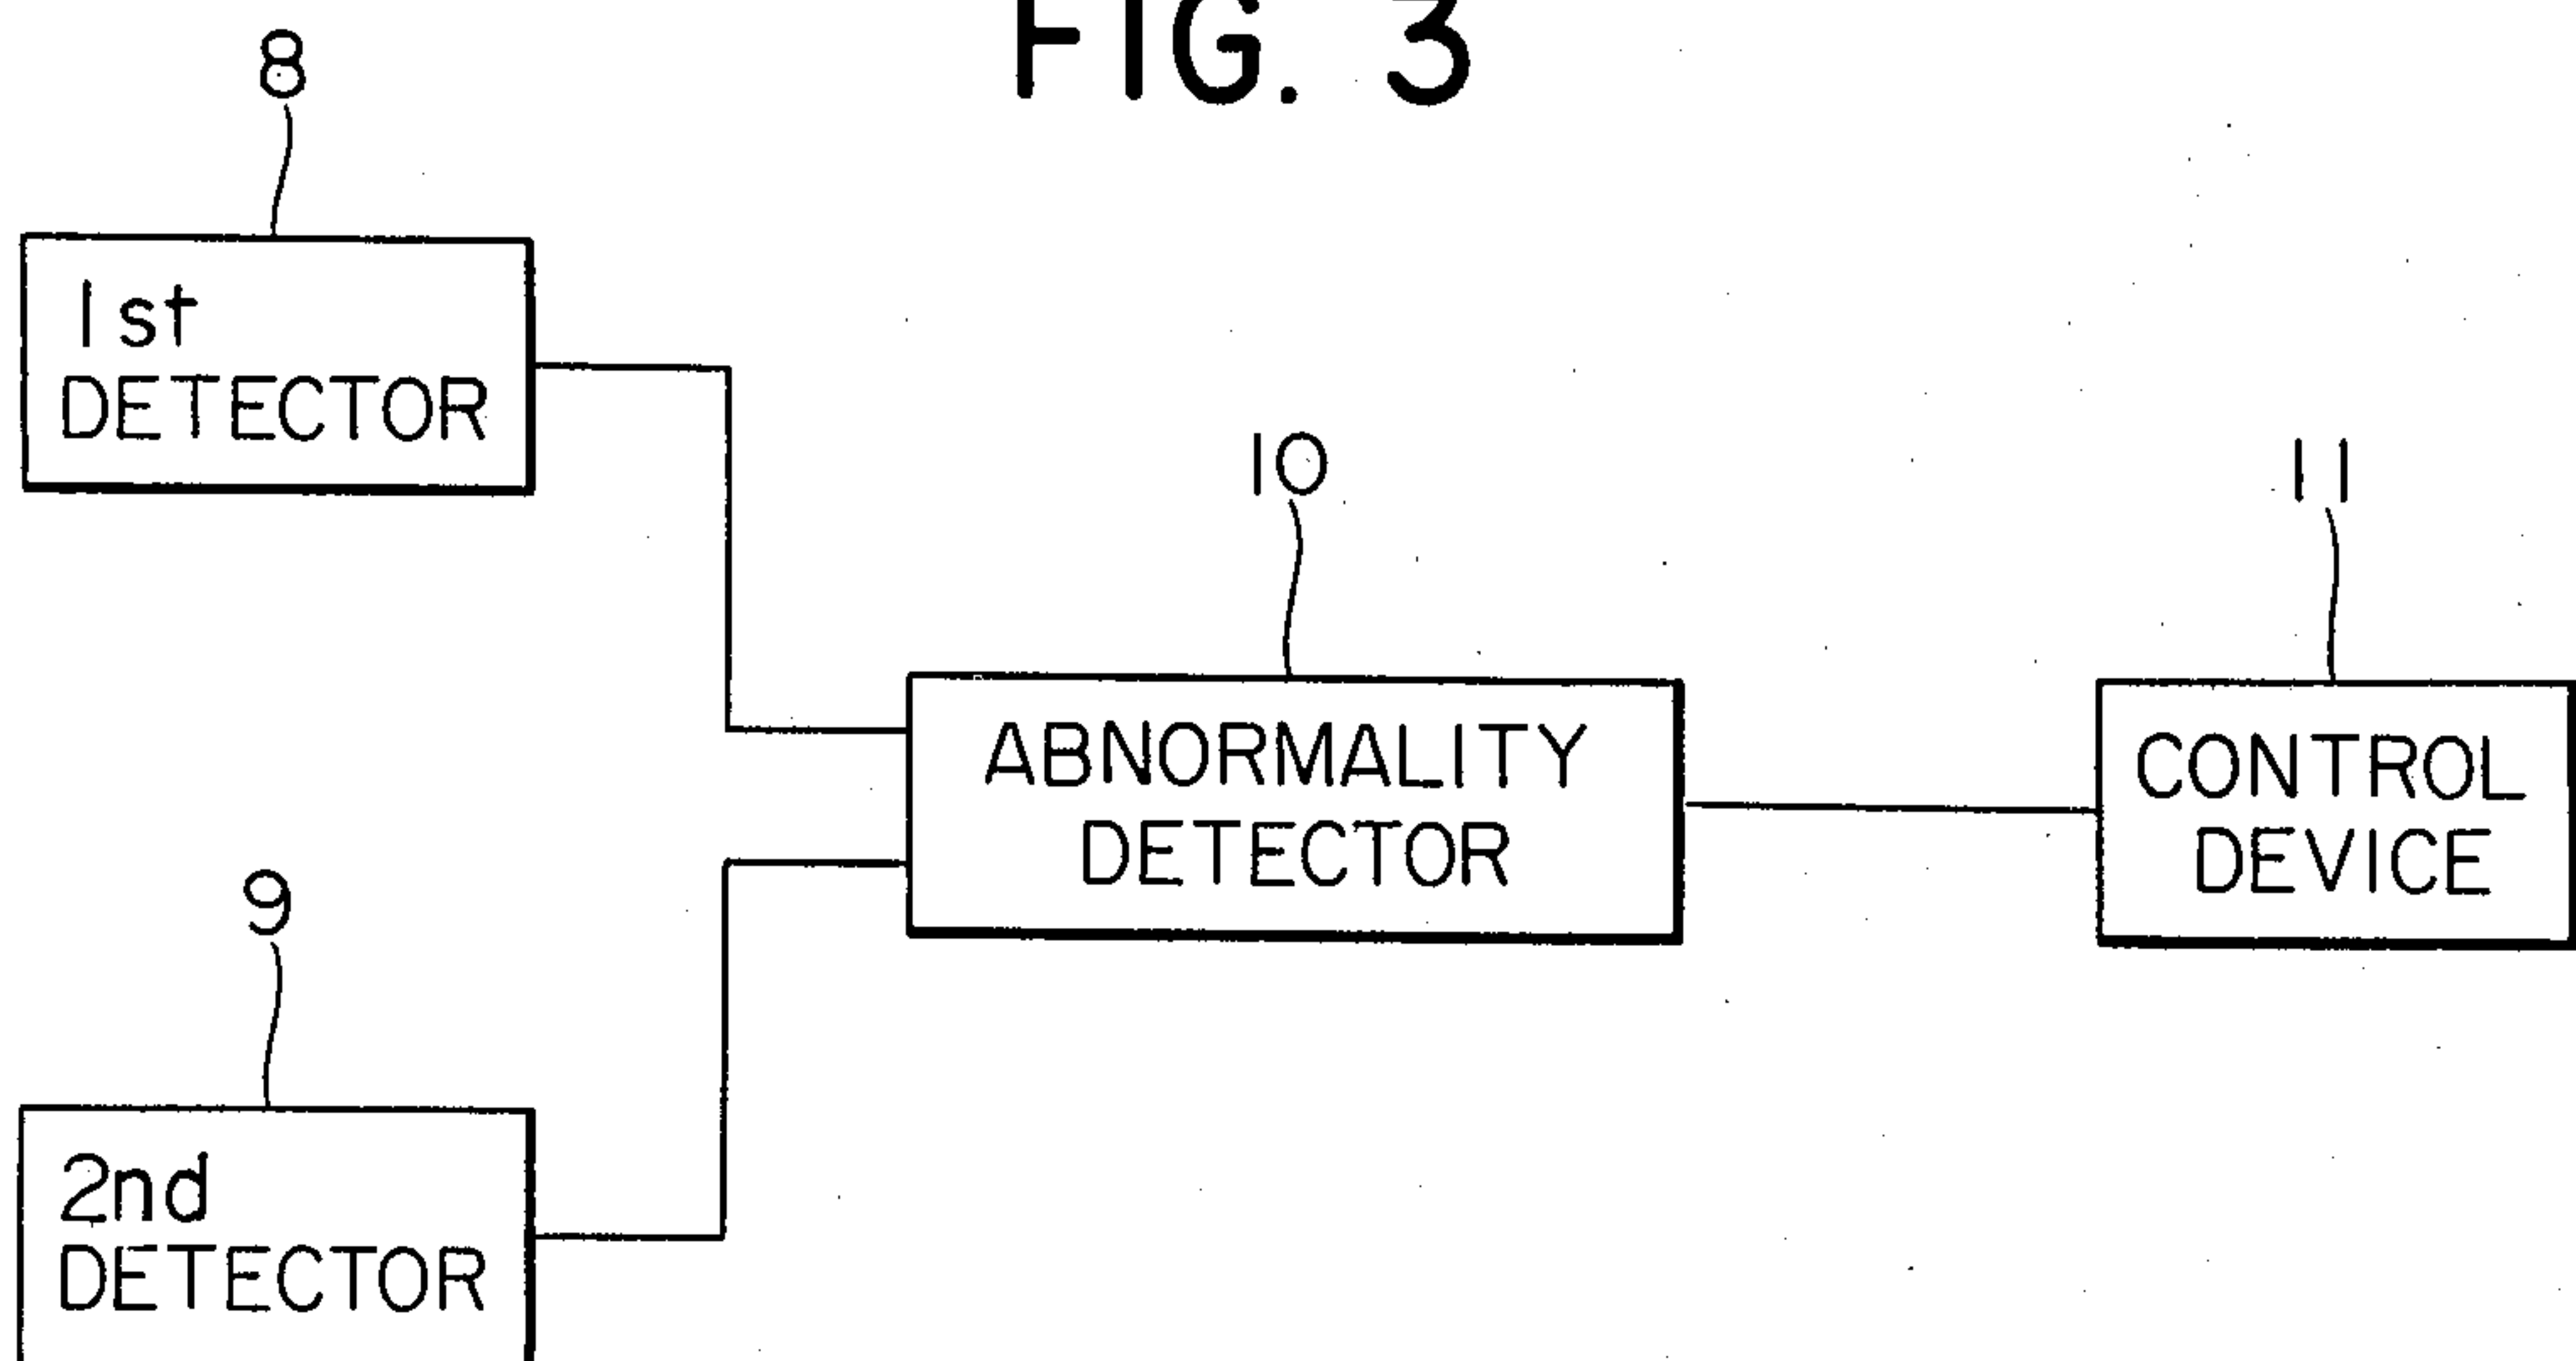 FIG. 3
8
1st
DETECTOR
10
11
ABNORMALITY
DETECTOR
CONTROL
DEVICE
9
2nd
DETECTOR